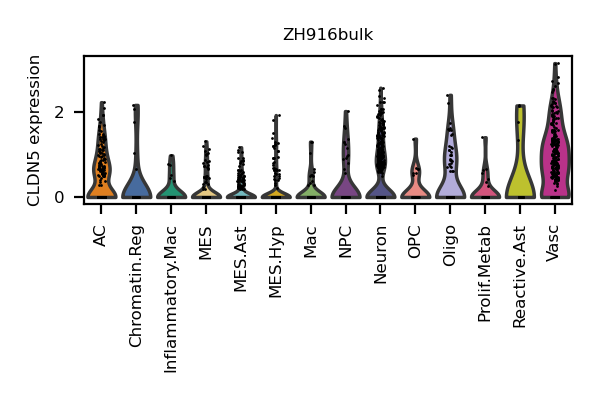 ZH916bulk
CLDN5 expression
2
0
AC
Chromatin.Reg
Inflammatory.Mac
MES
MES.Ast
MES.Hyp
Mac
NPC
Neuron
OPC
Oligo
Prolif.Metab
Reactive.Ast
Vasc